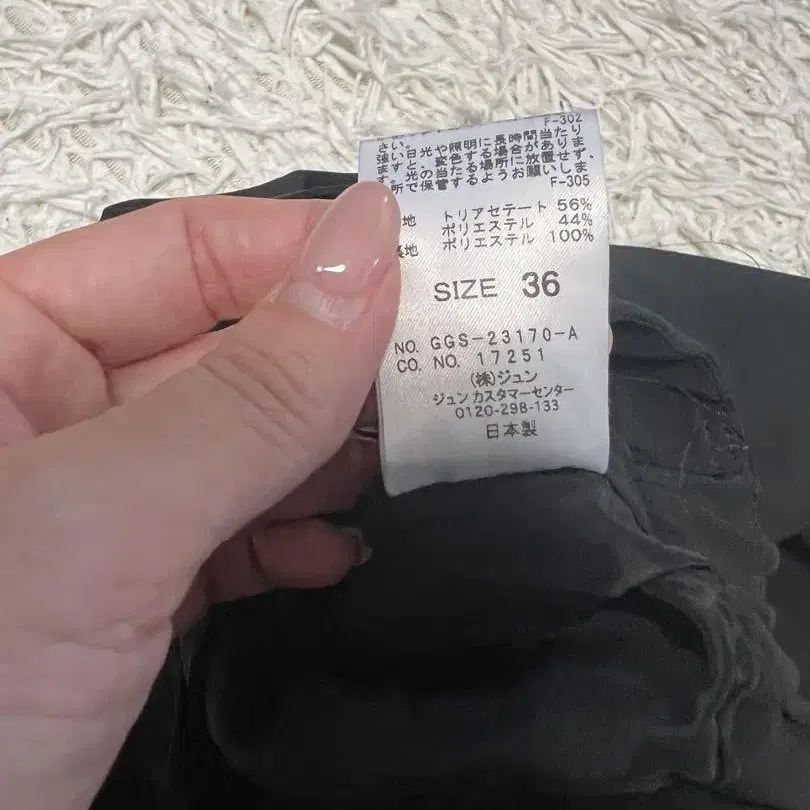 F-302
さい。
強い日光や照明に長時間当たり
ますと、変色する場合がありま
す。光の当たる場所に放置せず、
所で保管するようお願いしま
F-305
地 トリアセテート 56%
ポリエステル 44%
裏地 ポリエステル 100%
SIZE 36
NO. GGS-23170-A
CO. NO. 17251
(株)ジュン
ジュン カスタマーセンター
0120-298-133
日本製